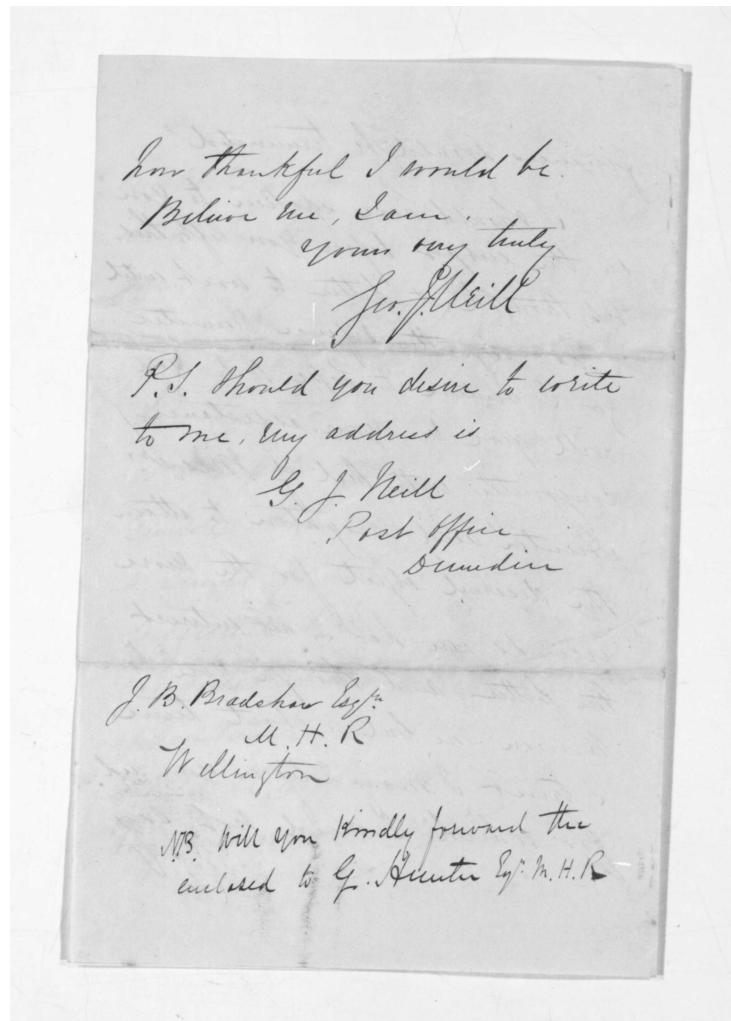 how thankful I would be.
Believe me, I am.
Yours very truly
Geo. J. Neill
P.S. Should you desire to write
to me, my address is
G J Neill
Post Office
Dunedin
J. B. Bradshaw Esqre
M. H. R
Wellington
N.B. Will you Kindly forward the
enclosed to G. Hunter Esqr. M. H. R